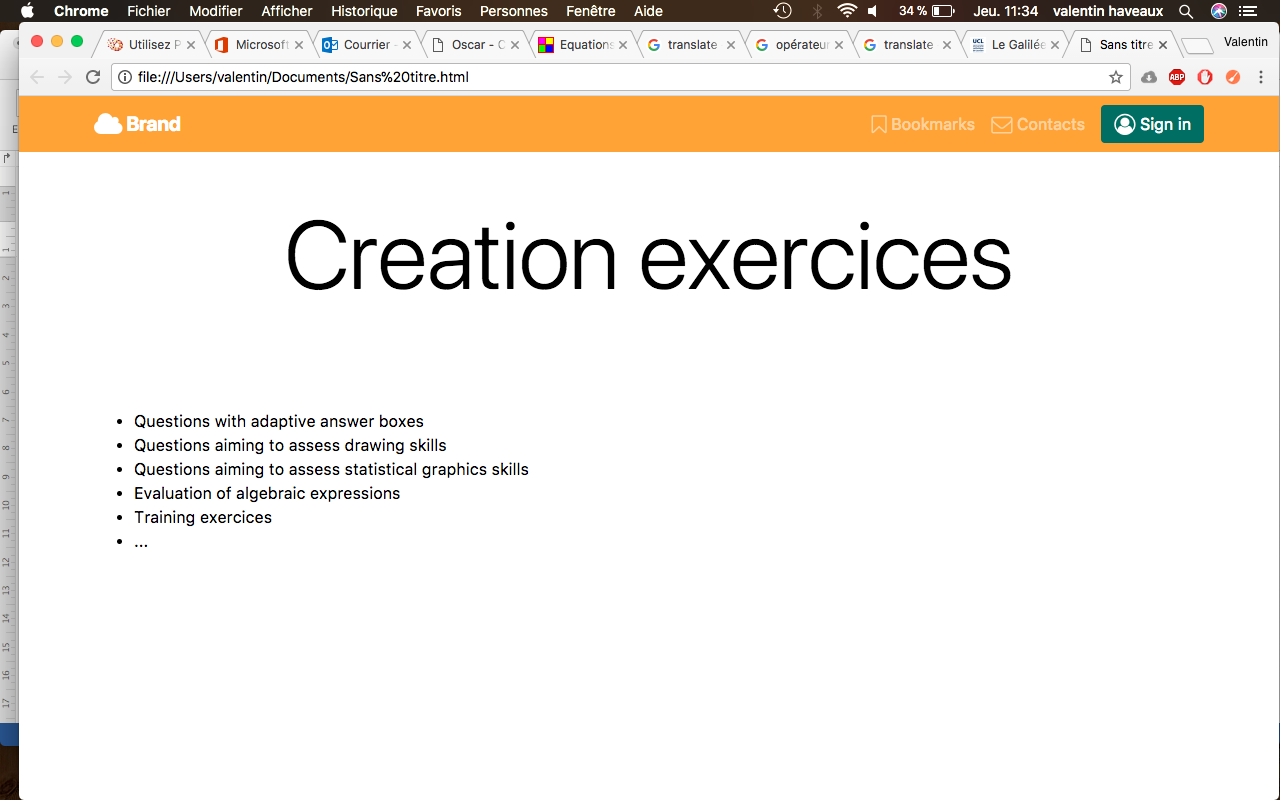 Chrome Fichier Modifier Afficher Historique Favoris Personnes Fenêtre Aide 34 % Jeu. 11:34 valentin haveaux
Utilisez P Microsoft Courrier - Oscar - C Equations translate opérateur translate Le Galilée Sans titre Valentin
file:///Users/valentin/Documents/Sans%20titre.html ABP
Brand Bookmarks Contacts Sign in
Creation exercices
• Questions with adaptive answer boxes
• Questions aiming to assess drawing skills
• Questions aiming to assess statistical graphics skills
• Evaluation of algebraic expressions
• Training exercices
• ...